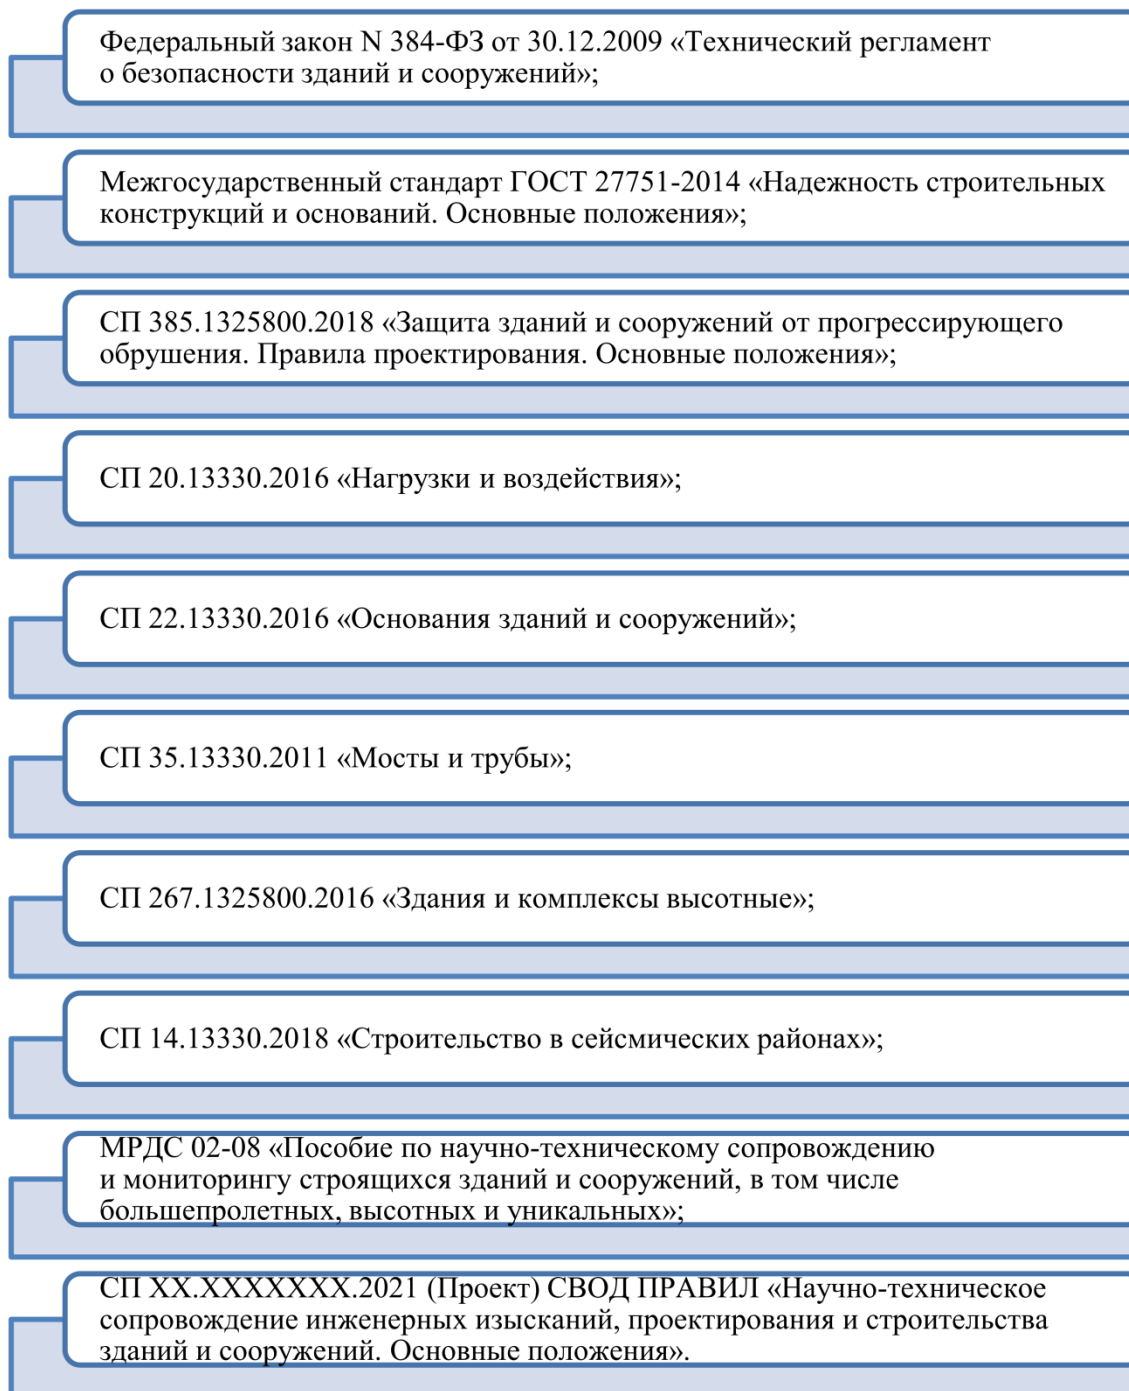 Федеральный закон N 384-ФЗ от 30.12.2009 «Технический регламент
о безопасности зданий и сооружений»;
Межгосударственный стандарт ГОСТ 27751-2014 «Надежность строительных
конструкций и оснований. Основные положения»;
СП 385.1325800.2018 «Защита зданий и сооружений от прогрессирующего
обрушения. Правила проектирования. Основные положения»;
СП 20.13330.2016 «Нагрузки и воздействия»;
СП 22.13330.2016 «Основания зданий и сооружений»;
СП 35.13330.2011 «Мосты и трубы»;
СП 267.1325800.2016 «Здания и комплексы высотные»;
СП 14.13330.2018 «Строительство в сейсмических районах»;
МРДС 02-08 «Пособие по научно-техническому сопровождению
и мониторингу строящихся зданий и сооружений, в том числе
большепролетных, высотных и уникальных»;
СП ХХ.ХХХХХХХ.2021 (Проект) СВОД ПРАВИЛ «Научно-техническое
сопровождение инженерных изысканий, проектирования и строительства
зданий и сооружений. Основные положения».